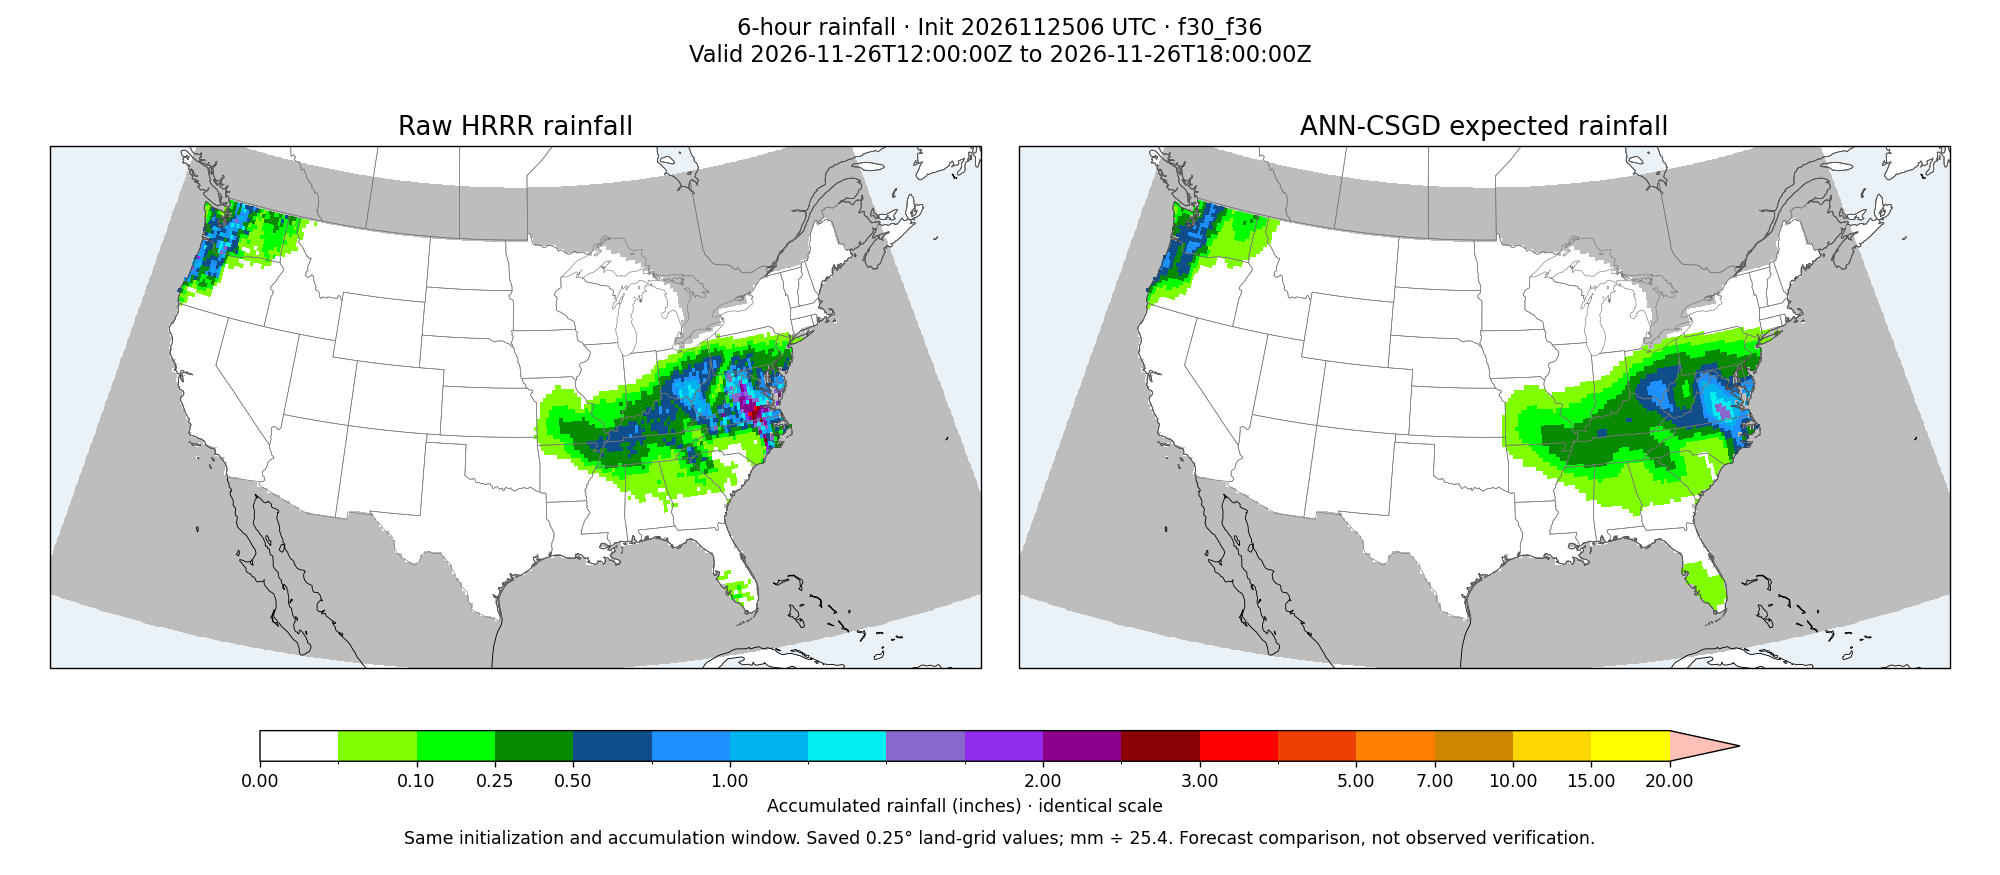 6-hour rainfall · Init 2026112506 UTC · f30_f36
Valid 2026-11-26T12:00:00Z to 2026-11-26T18:00:00Z
Raw HRRR rainfall
ANN-CSGD expected rainfall
0.00 0.10 0.25 0.50 1.00 2.00 3.00 5.00 7.00 10.00 15.00 20.00
Accumulated rainfall (inches) · identical scale
Same initialization and accumulation window. Saved 0.25° land-grid values; mm ÷ 25.4. Forecast comparison, not observed verification.